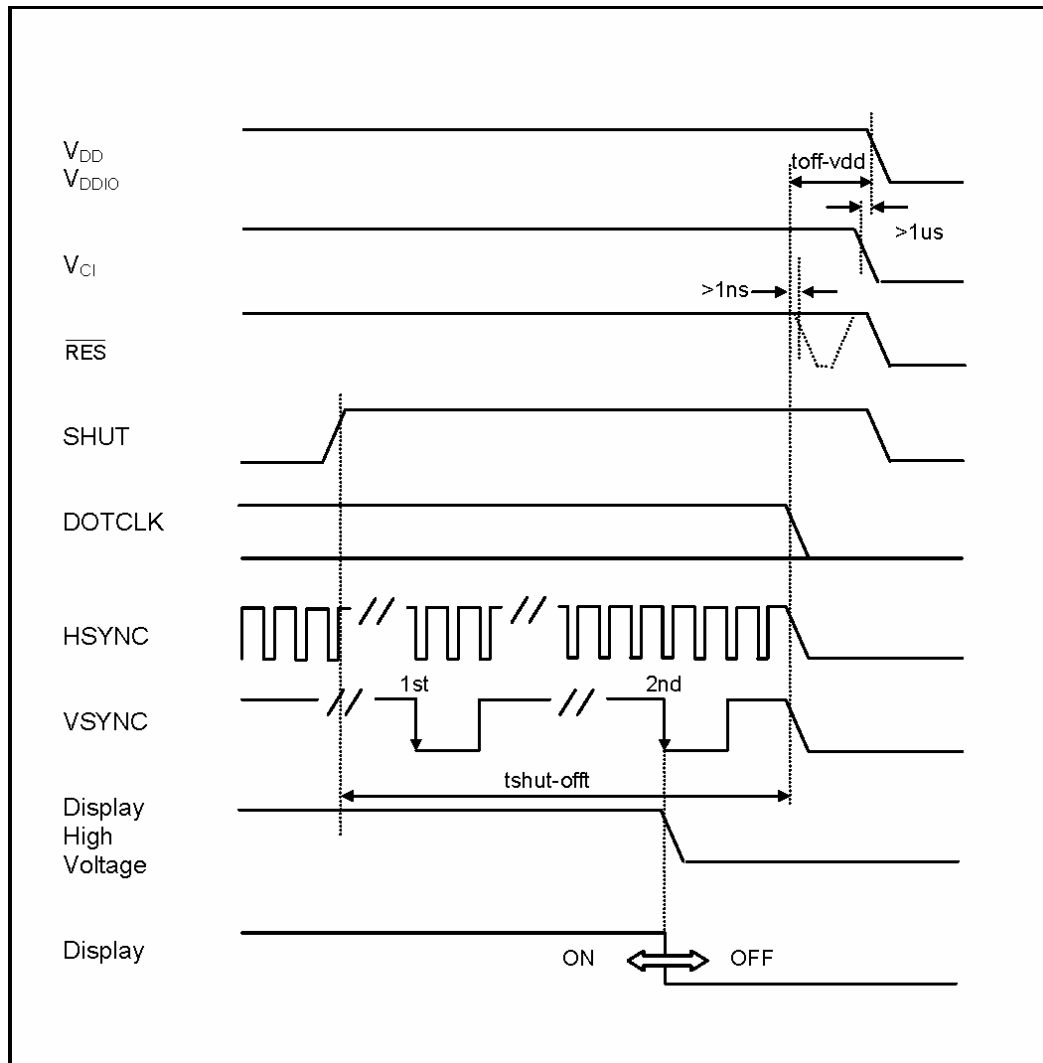 VDD
VDDIO
toff-vdd
>1us
VCI
>1ns
RES
SHUT
DOTCLK
HSYNC
1st
2nd
VSYNC
tshut-offt
Display
High
Voltage
Display
ON
OFF